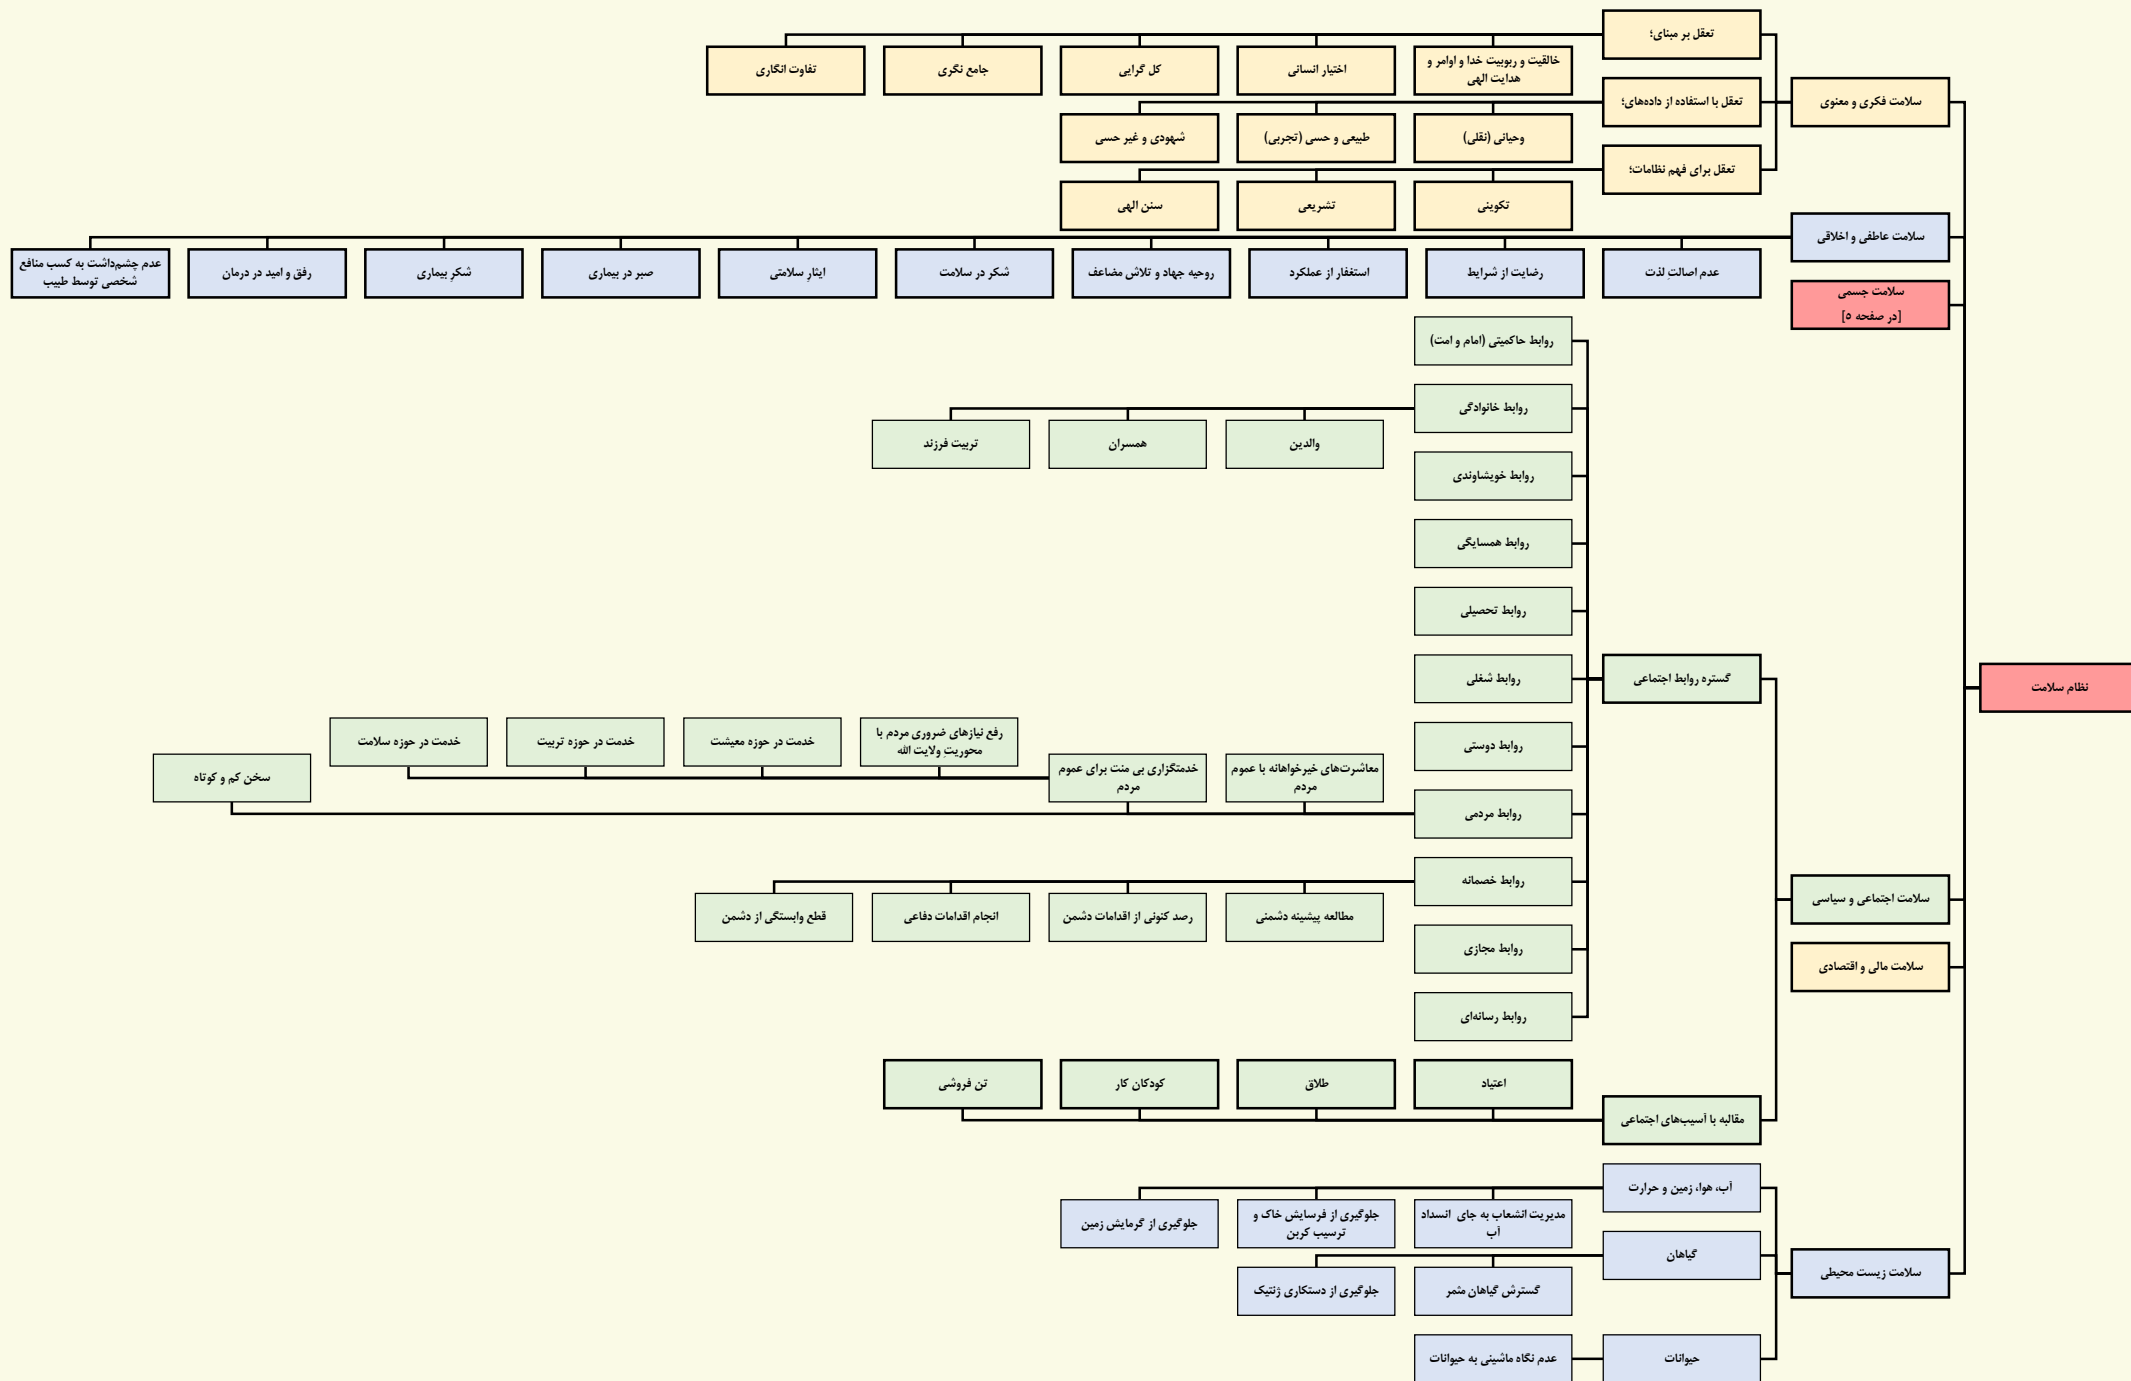 نظام سلامت
سلامت فکری و معنوی
تعقل بر مبنای؛
خالقیت و ربوبیت خدا و اوامر و
هدایت الهی
اختیار انسانی
کل گرایی
جامع نگری
تفاوت انگاری
تعقل با استفاده از داده‌های؛
وحیانی (نقلی)
طبیعی و حسی (تجربی)
شهودی و غیر حسی
تعقل برای فهم نظامات؛
تکوینی
تشریعی
سنن الهی
سلامت عاطفی و اخلاقی
عدم اصالتِ لذت
رضایت از شرایط
استغفار از عملکرد
روحیه جهاد و تلاش مضاعف
شکر در سلامت
ایثارِ سلامتی
صبر در بیماری
شکرِ بیماری
رفق و امید در درمان
عدم چشم‌داشت به کسب منافع
شخصی توسط طبیب
سلامت جسمی
[در صفحه ۵]
سلامت اجتماعی و سیاسی
گستره روابط اجتماعی
روابط حاکمیتی (امام و امت)
روابط خانوادگی
والدین
همسران
تربیت فرزند
روابط خویشاوندی
روابط همسایگی
روابط تحصیلی
روابط شغلی
روابط دوستی
روابط مردمی
معاشرت‌های خیرخواهانه با عموم
مردم
خدمتگزاری بی منت برای عموم
مردم
رفع نیازهای ضروری مردم با
محوریتِ ولایت الله
خدمت در حوزه معیشت
خدمت در حوزه تربیت
خدمت در حوزه سلامت
سخن کم و کوتاه
روابط خصمانه
مطالعه پیشینه دشمنی
رصد کنونی از اقدامات دشمن
انجام اقدامات دفاعی
قطع وابستگی از دشمن
روابط مجازی
روابط رسانه‌ای
مقالبه با آسیب‌های اجتماعی
اعتیاد
طلاق
کودکان کار
تن فروشی
سلامت مالی و اقتصادی
سلامت زیست محیطی
آب، هوا، زمین و حرارت
مدیریت انشعاب به جای انسداد
آب
جلوگیری از فرسایش خاک و
ترسیب کربن
جلوگیری از گرمایش زمین
گیاهان
گسترش گیاهان مثمر
جلوگیری از دستکاری ژنتیک
حیوانات
عدم نگاه ماشینی به حیوانات